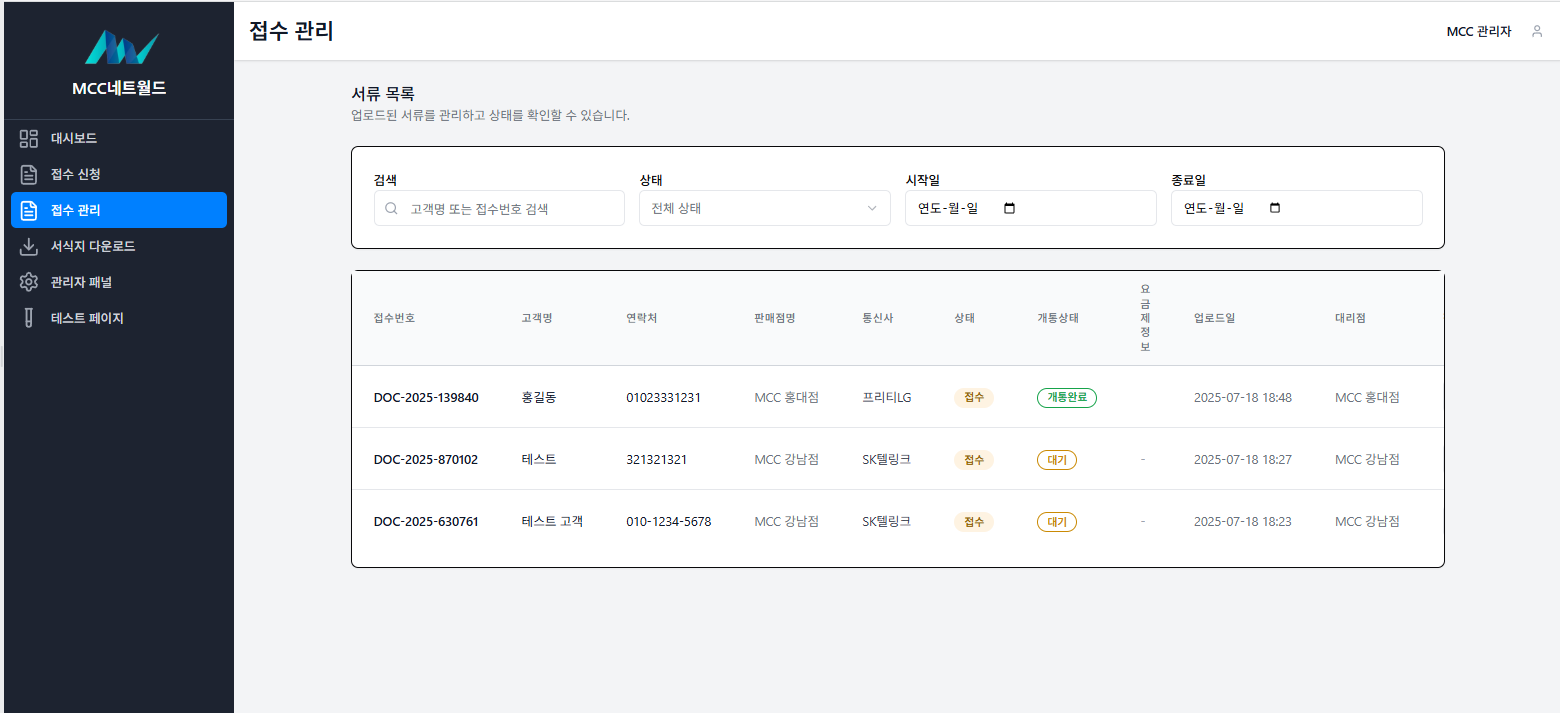 MCC네트월드
대시보드
접수 신청
접수 관리
서식지 다운로드
관리자 패널
테스트 페이지
접수 관리
MCC 관리자
서류 목록
업로드된 서류를 관리하고 상태를 확인할 수 있습니다.
검색 상태 시작일 종료일
고객명 또는 접수번호 검색 전체 상태 연도-월-일 연도-월-일
접수번호 고객명 연락처 판매점명 통신사 상태 개통상태 요금제정보 업로드일 대리점
DOC-2025-139840 홍길동 01023331231 MCC 홍대점 프리티LG 접수 개통완료 2025-07-18 18:48 MCC 홍대점
DOC-2025-870102 테스트 321321321 MCC 강남점 SK텔링크 접수 대기 - 2025-07-18 18:27 MCC 강남점
DOC-2025-630761 테스트 고객 010-1234-5678 MCC 강남점 SK텔링크 접수 대기 - 2025-07-18 18:23 MCC 강남점